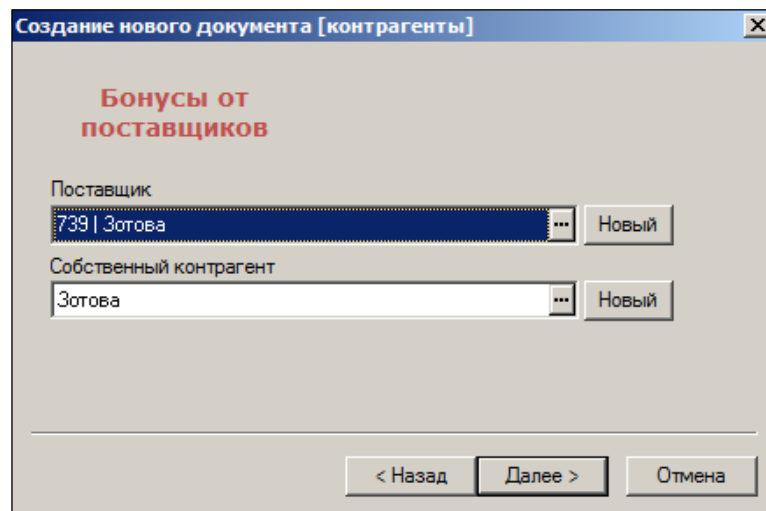 Создание нового документа [контрагенты]
Бонусы от
поставщиков
Поставщик
739 | Зотова
...
Новый
Собственный контрагент
Зотова
...
Новый
< Назад
Далее >
Отмена